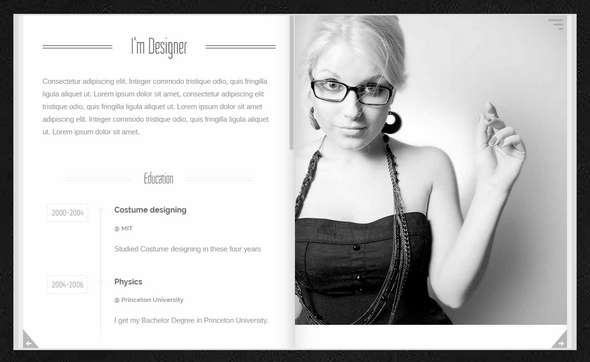 I'm Designer
Consectetur adipiscing elit. Integer commodo tristique odio, quis fringilla
ligula aliquet ut. Lorem ipsum dolor sit amet, consectetur adipiscing elit
tristique odio, quis fringilla ligula aliquet ut. Lorem ipsum dolor sit amet
adipiscing elit. Integer commodo tristique odio, quis fringilla ligula aliquet
ut. Lorem ipsum dolor sit amet.
Education
2000-2004
Costume designing
@ MIT
Studied Costume designing in these four years
2004-2006
Physics
@ Princeton University
I get my Bachelor Degree in Princeton University.